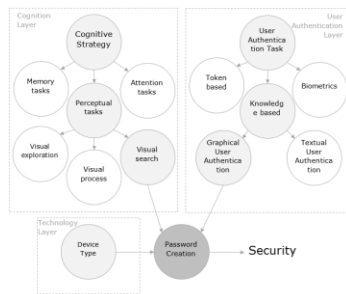 Cognition
Layer
Cognitive
Strategy
Memory
tasks
Attention
tasks
Perceptual
tasks
Visual
exploration
Visual
process
Visual
search
User
Authentication
Layer
User
Authentica
tion Task
Token
based
Biometrics
Knowledg
e based
Graphical
User
Authentica
tion
Textual
User
Authentica
tion
Technology
Layer
Device
Type
Password
Creation
Security